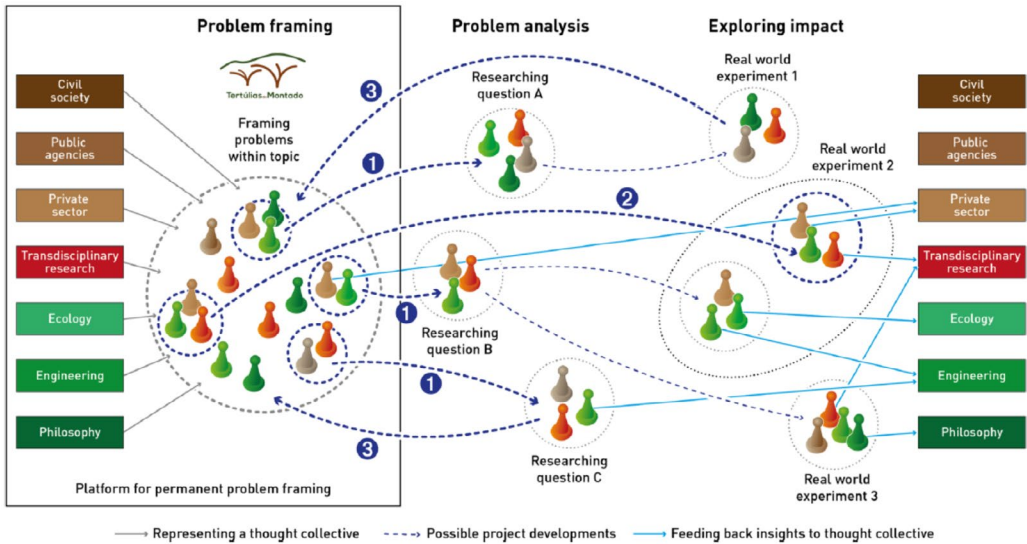 Problem framing
Problem analysis
Exploring impact
Civil
society
Public
agencies
Private
sector
Transdisciplinary
research
Ecology
Engineering
Philosophy
Tertúlias do Montado
Framing
problems
within topic
3
1
2
1
1
3
Platform for permanent problem framing
Researching
question A
Researching
question B
Researching
question C
Real world
experiment 1
Real world
experiment 2
Real world
experiment 3
Civil
society
Public
agencies
Private
sector
Transdisciplinary
research
Ecology
Engineering
Philosophy
Representing a thought collective
Possible project developments
Feeding back insights to thought collective